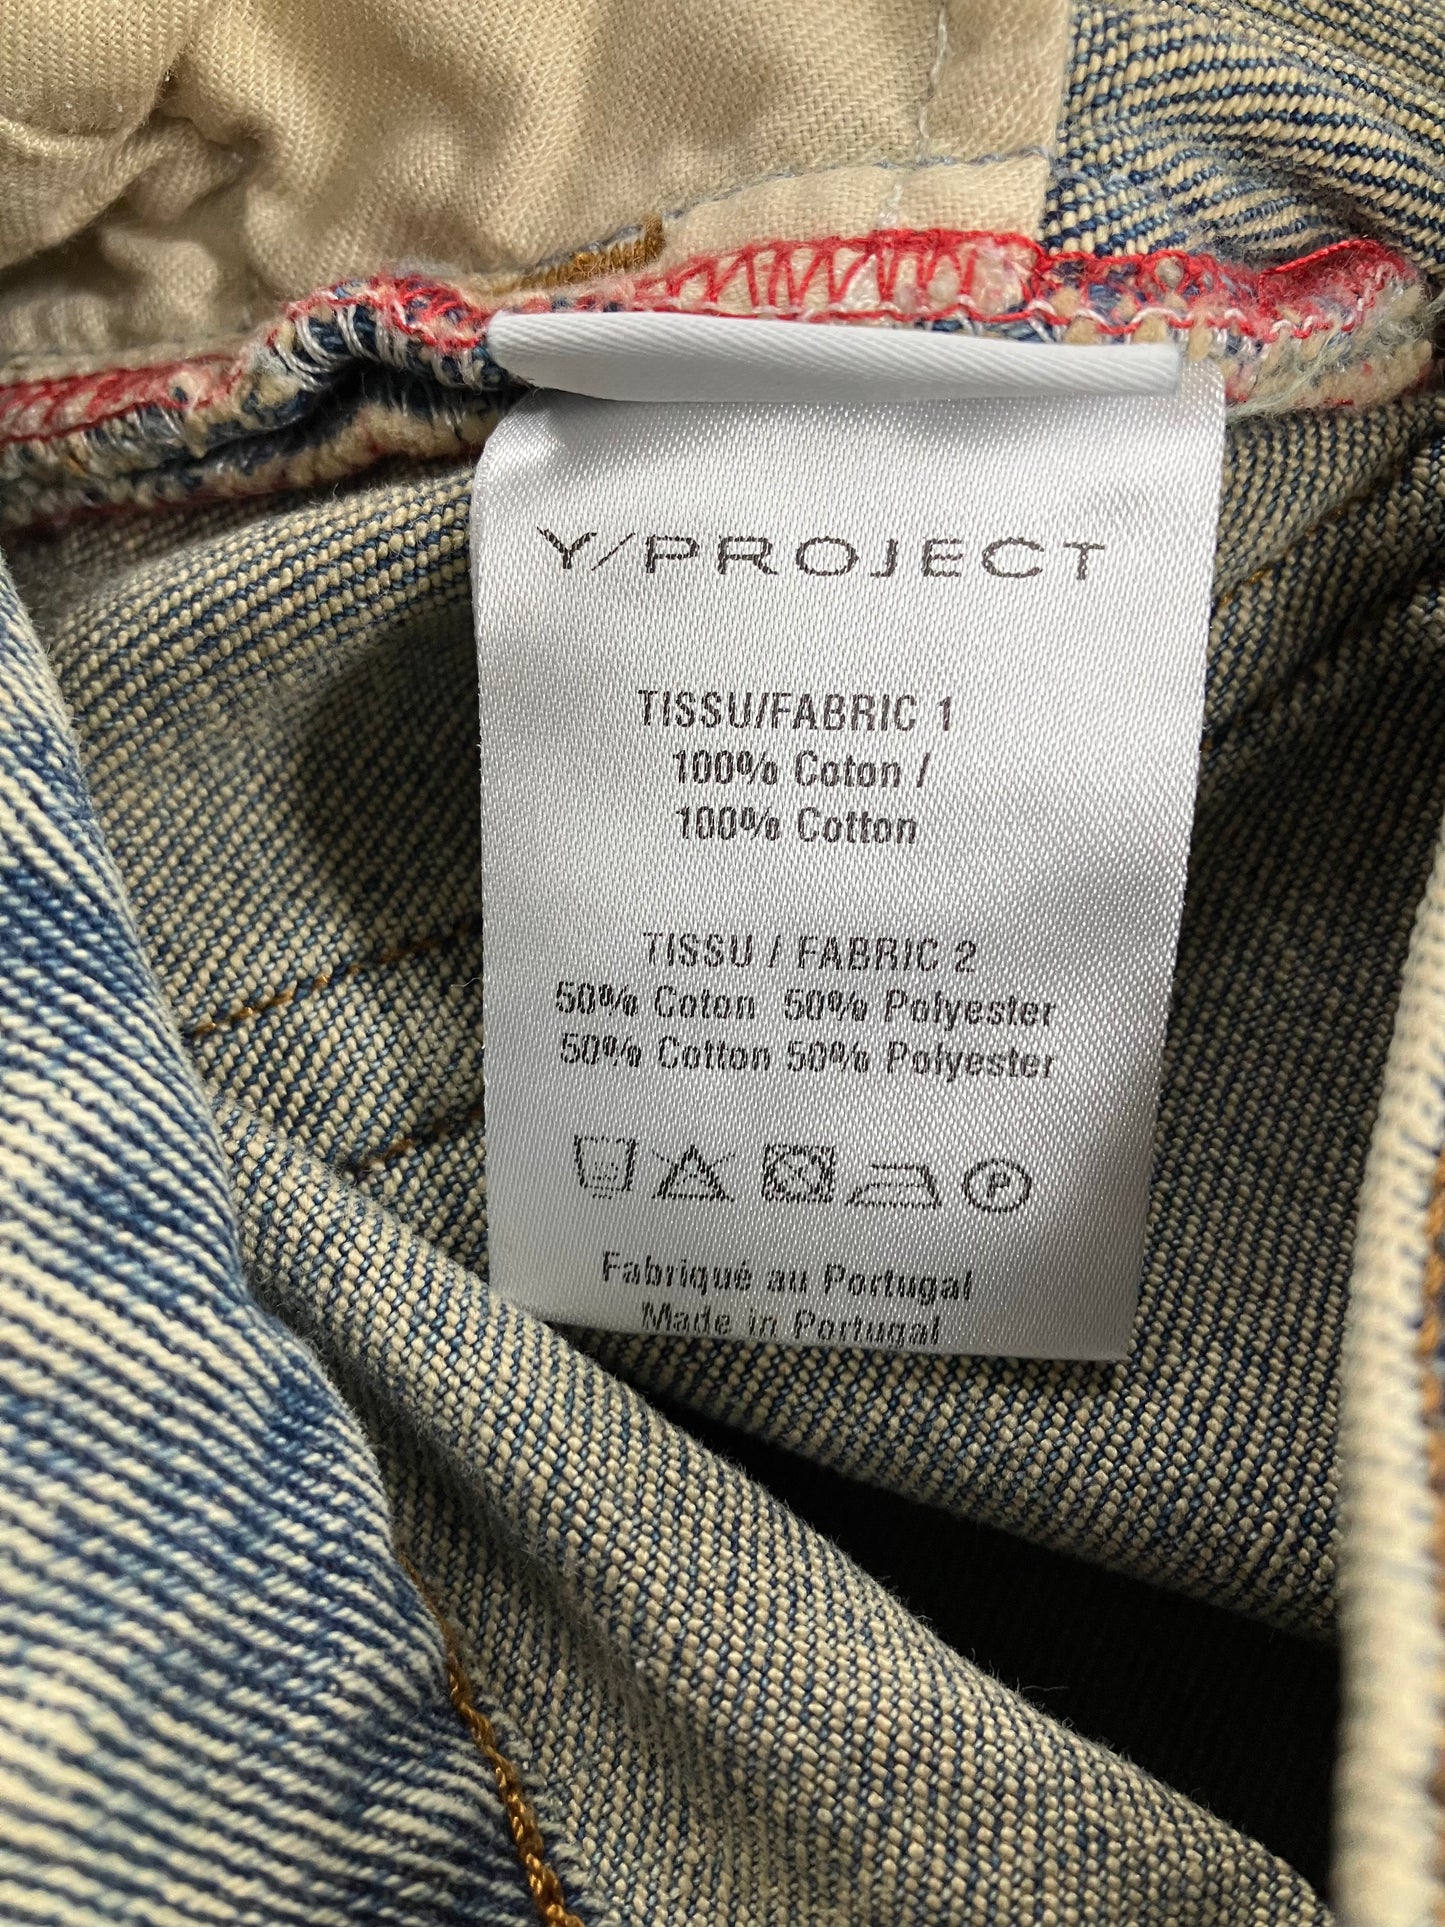 Y/PROJECT
TISSU/FABRIC 1
100% Coton /
100% Cotton
TISSU / FABRIC 2
50% Coton 50% Polyester
50% Cotton 50% Polyester
P
Fabriqué au Portugal
Made in Portugal